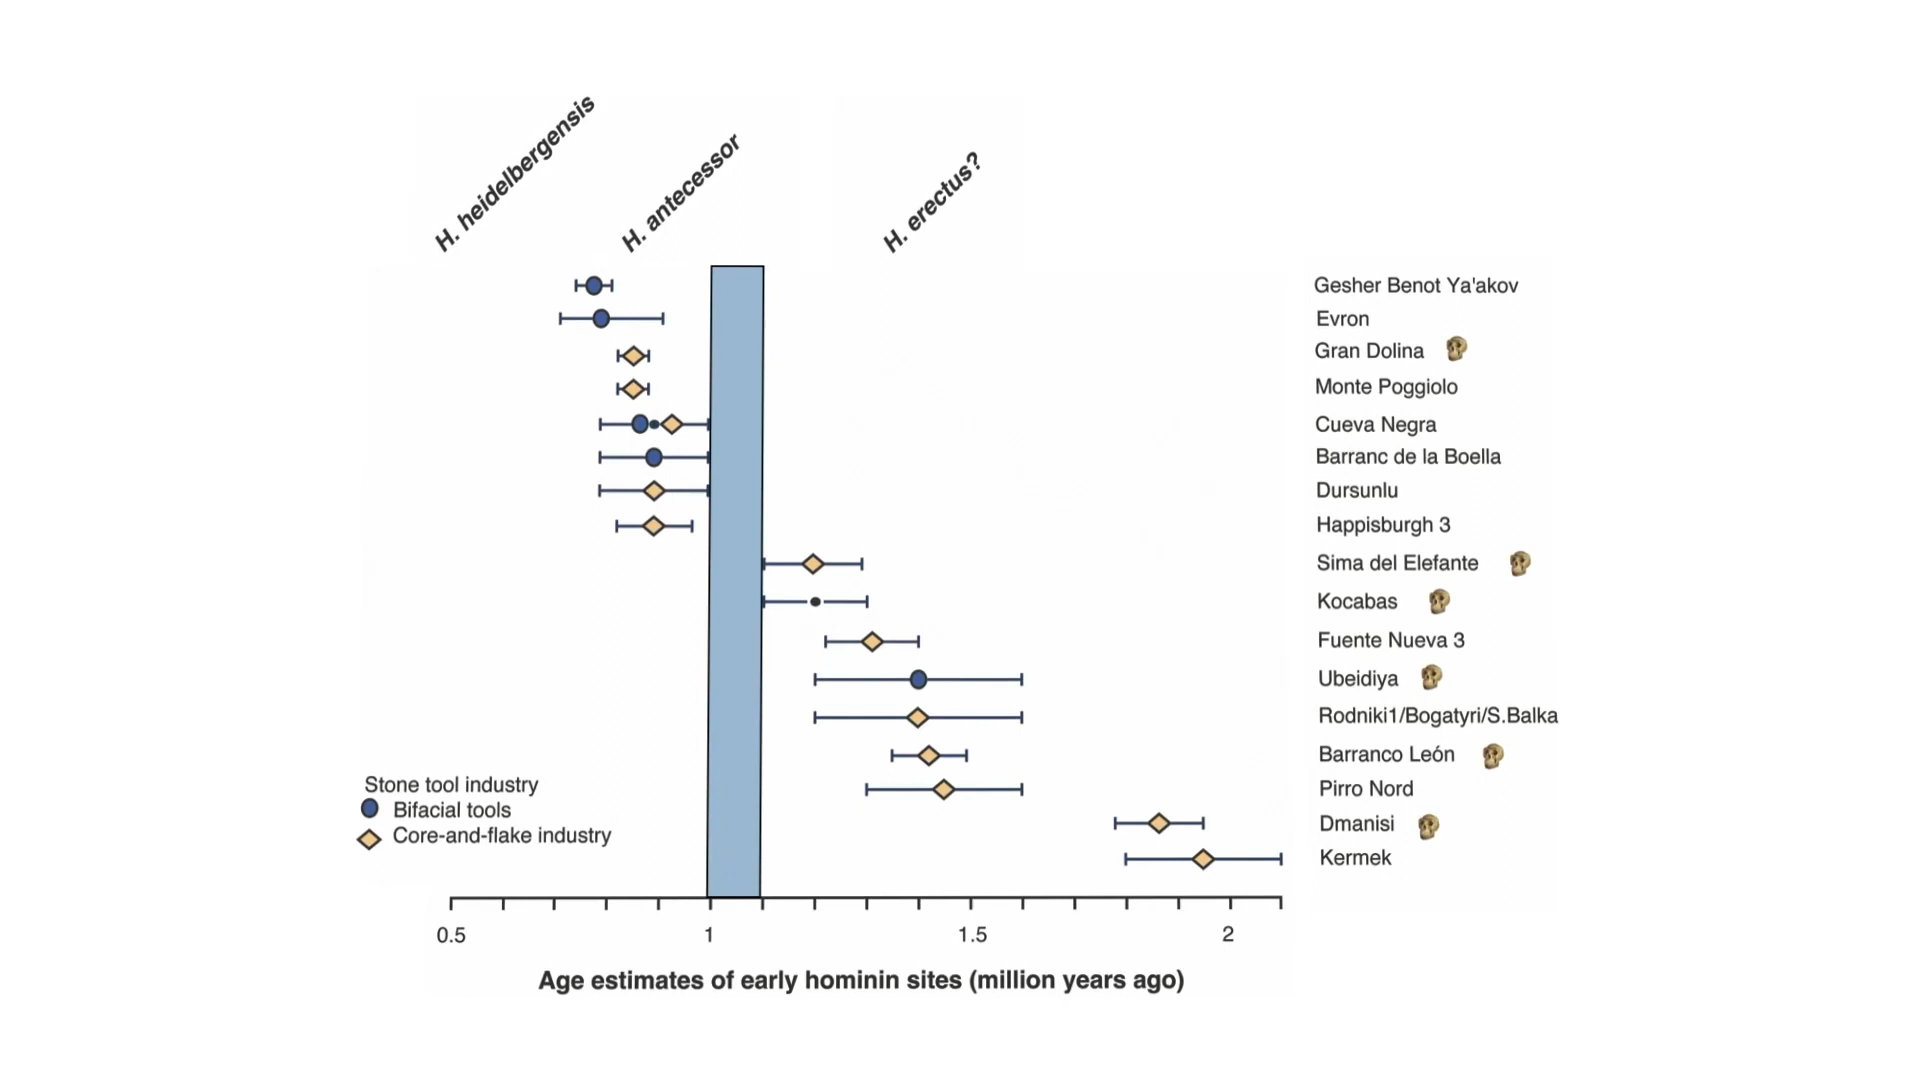 H. heidelbergensis
H. antecessor
H. erectus?
Gesher Benot Ya'akov
Evron
Gran Dolina
Monte Poggiolo
Cueva Negra
Barranc de la Boella
Dursunlu
Happisburgh 3
Sima del Elefante
Kocabas
Fuente Nueva 3
Ubeidiya
Rodniki1/Bogatyri/S.Balka
Barranco León
Pirro Nord
Dmanisi
Kermek
Stone tool industry
Bifacial tools
Core-and-flake industry
0.5 1 1.5 2
Age estimates of early hominin sites (million years ago)